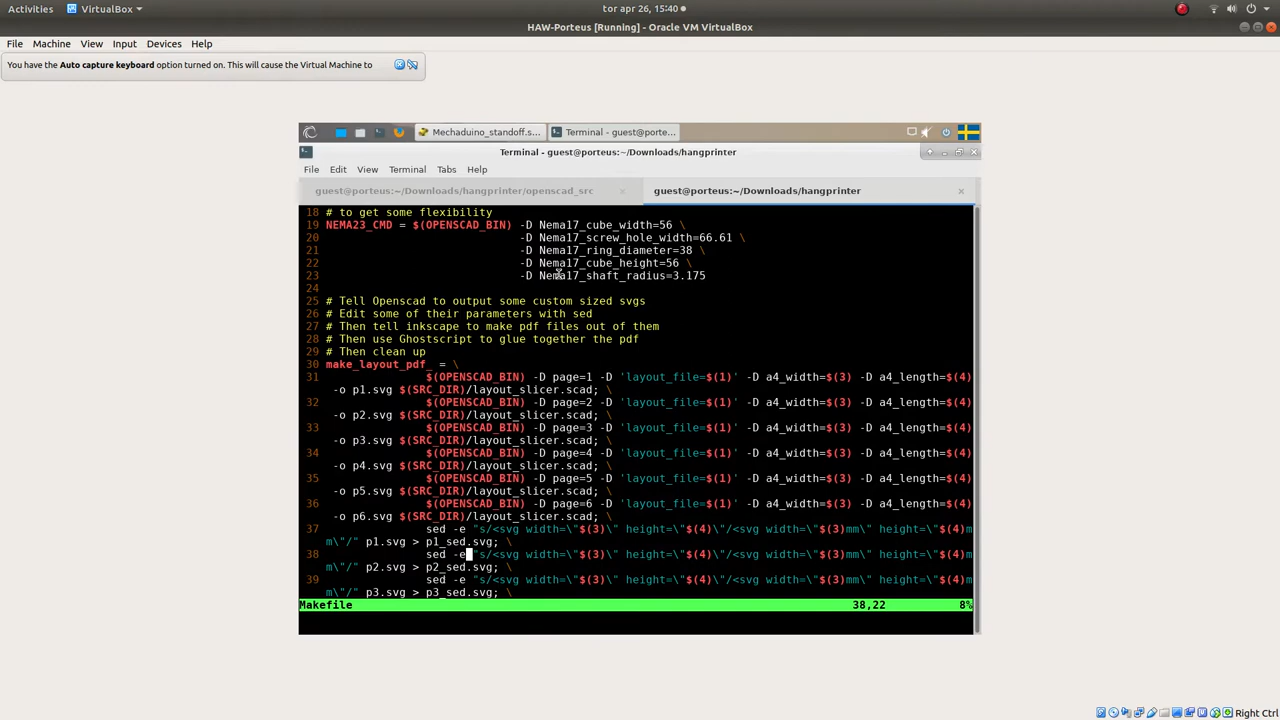 Activities VirtualBox tor apr 26, 15:40
HAW-Porteus [Running] - Oracle VM VirtualBox
File Machine View Input Devices Help
You have the Auto capture keyboard option turned on. This will cause the Virtual Machine to
Mechaduino_standoff.s... Terminal - guest@porte...
Terminal - guest@porteus:~/Downloads/hangprinter
File Edit View Terminal Tabs Help
guest@porteus:~/Downloads/hangprinter/openscad_src × guest@porteus:~/Downloads/hangprinter ×
18 # to get some flexibility
19 NEMA23_CMD = $(OPENSCAD_BIN) -D Nema17_cube_width=56 \
20 -D Nema17_screw_hole_width=66.61 \
21 -D Nema17_ring_diameter=38 \
22 -D Nema17_cube_height=56 \
23 -D Nema17_shaft_radius=3.175
24
25 # Tell Openscad to output some custom sized svgs
26 # Edit some of their parameters with sed
27 # Then tell inkscape to make pdf files out of them
28 # Then use Ghostscript to glue together the pdf
29 # Then clean up
30 make_layout_pdf_ = \
31 $(OPENSCAD_BIN) -D page=1 -D 'layout_file=$(1)' -D a4_width=$(3) -D a4_length=$(4)
-o p1.svg $(SRC_DIR)/layout_slicer.scad; \
32 $(OPENSCAD_BIN) -D page=2 -D 'layout_file=$(1)' -D a4_width=$(3) -D a4_length=$(4)
-o p2.svg $(SRC_DIR)/layout_slicer.scad; \
33 $(OPENSCAD_BIN) -D page=3 -D 'layout_file=$(1)' -D a4_width=$(3) -D a4_length=$(4)
-o p3.svg $(SRC_DIR)/layout_slicer.scad; \
34 $(OPENSCAD_BIN) -D page=4 -D 'layout_file=$(1)' -D a4_width=$(3) -D a4_length=$(4)
-o p4.svg $(SRC_DIR)/layout_slicer.scad; \
35 $(OPENSCAD_BIN) -D page=5 -D 'layout_file=$(1)' -D a4_width=$(3) -D a4_length=$(4)
-o p5.svg $(SRC_DIR)/layout_slicer.scad; \
36 $(OPENSCAD_BIN) -D page=6 -D 'layout_file=$(1)' -D a4_width=$(3) -D a4_length=$(4)
-o p6.svg $(SRC_DIR)/layout_slicer.scad; \
37 sed -e "s/<svg width=\"$(3)\" height=\"$(4)\"/<svg width=\"$(3)mm\" height=\"$(4)m
m\"/" p1.svg > p1_sed.svg; \
38 sed -e "s/<svg width=\"$(3)\" height=\"$(4)\"/<svg width=\"$(3)mm\" height=\"$(4)m
m\"/" p2.svg > p2_sed.svg; \
39 sed -e "s/<svg width=\"$(3)\" height=\"$(4)\"/<svg width=\"$(3)mm\" height=\"$(4)m
m\"/" p3.svg > p3_sed.svg; \
Makefile 38,22 8%
Right Ctrl